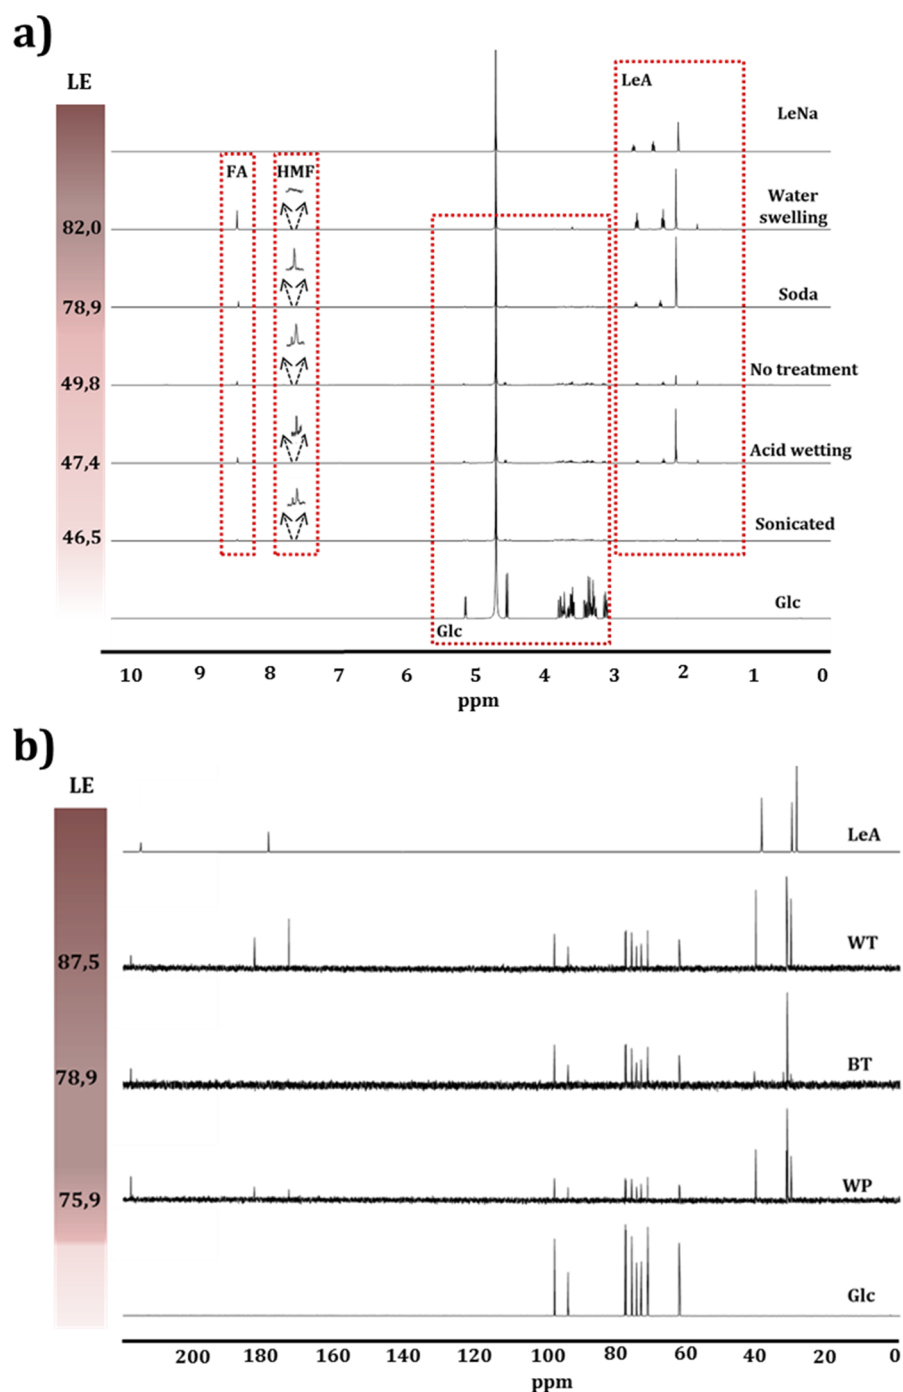 a)
LE
LeA
LeNa
FA
HMF
Water
swelling
82,0
Soda
78,9
No treatment
49,8
Acid wetting
47,4
Sonicated
46,5
Glc
Glc
10 9 8 7 6 5 4 3 2 1 0
ppm
b)
LE
LeA
WT
87,5
BT
78,9
WP
75,9
Glc
200 180 160 140 120 100 80 60 40 20 0
ppm